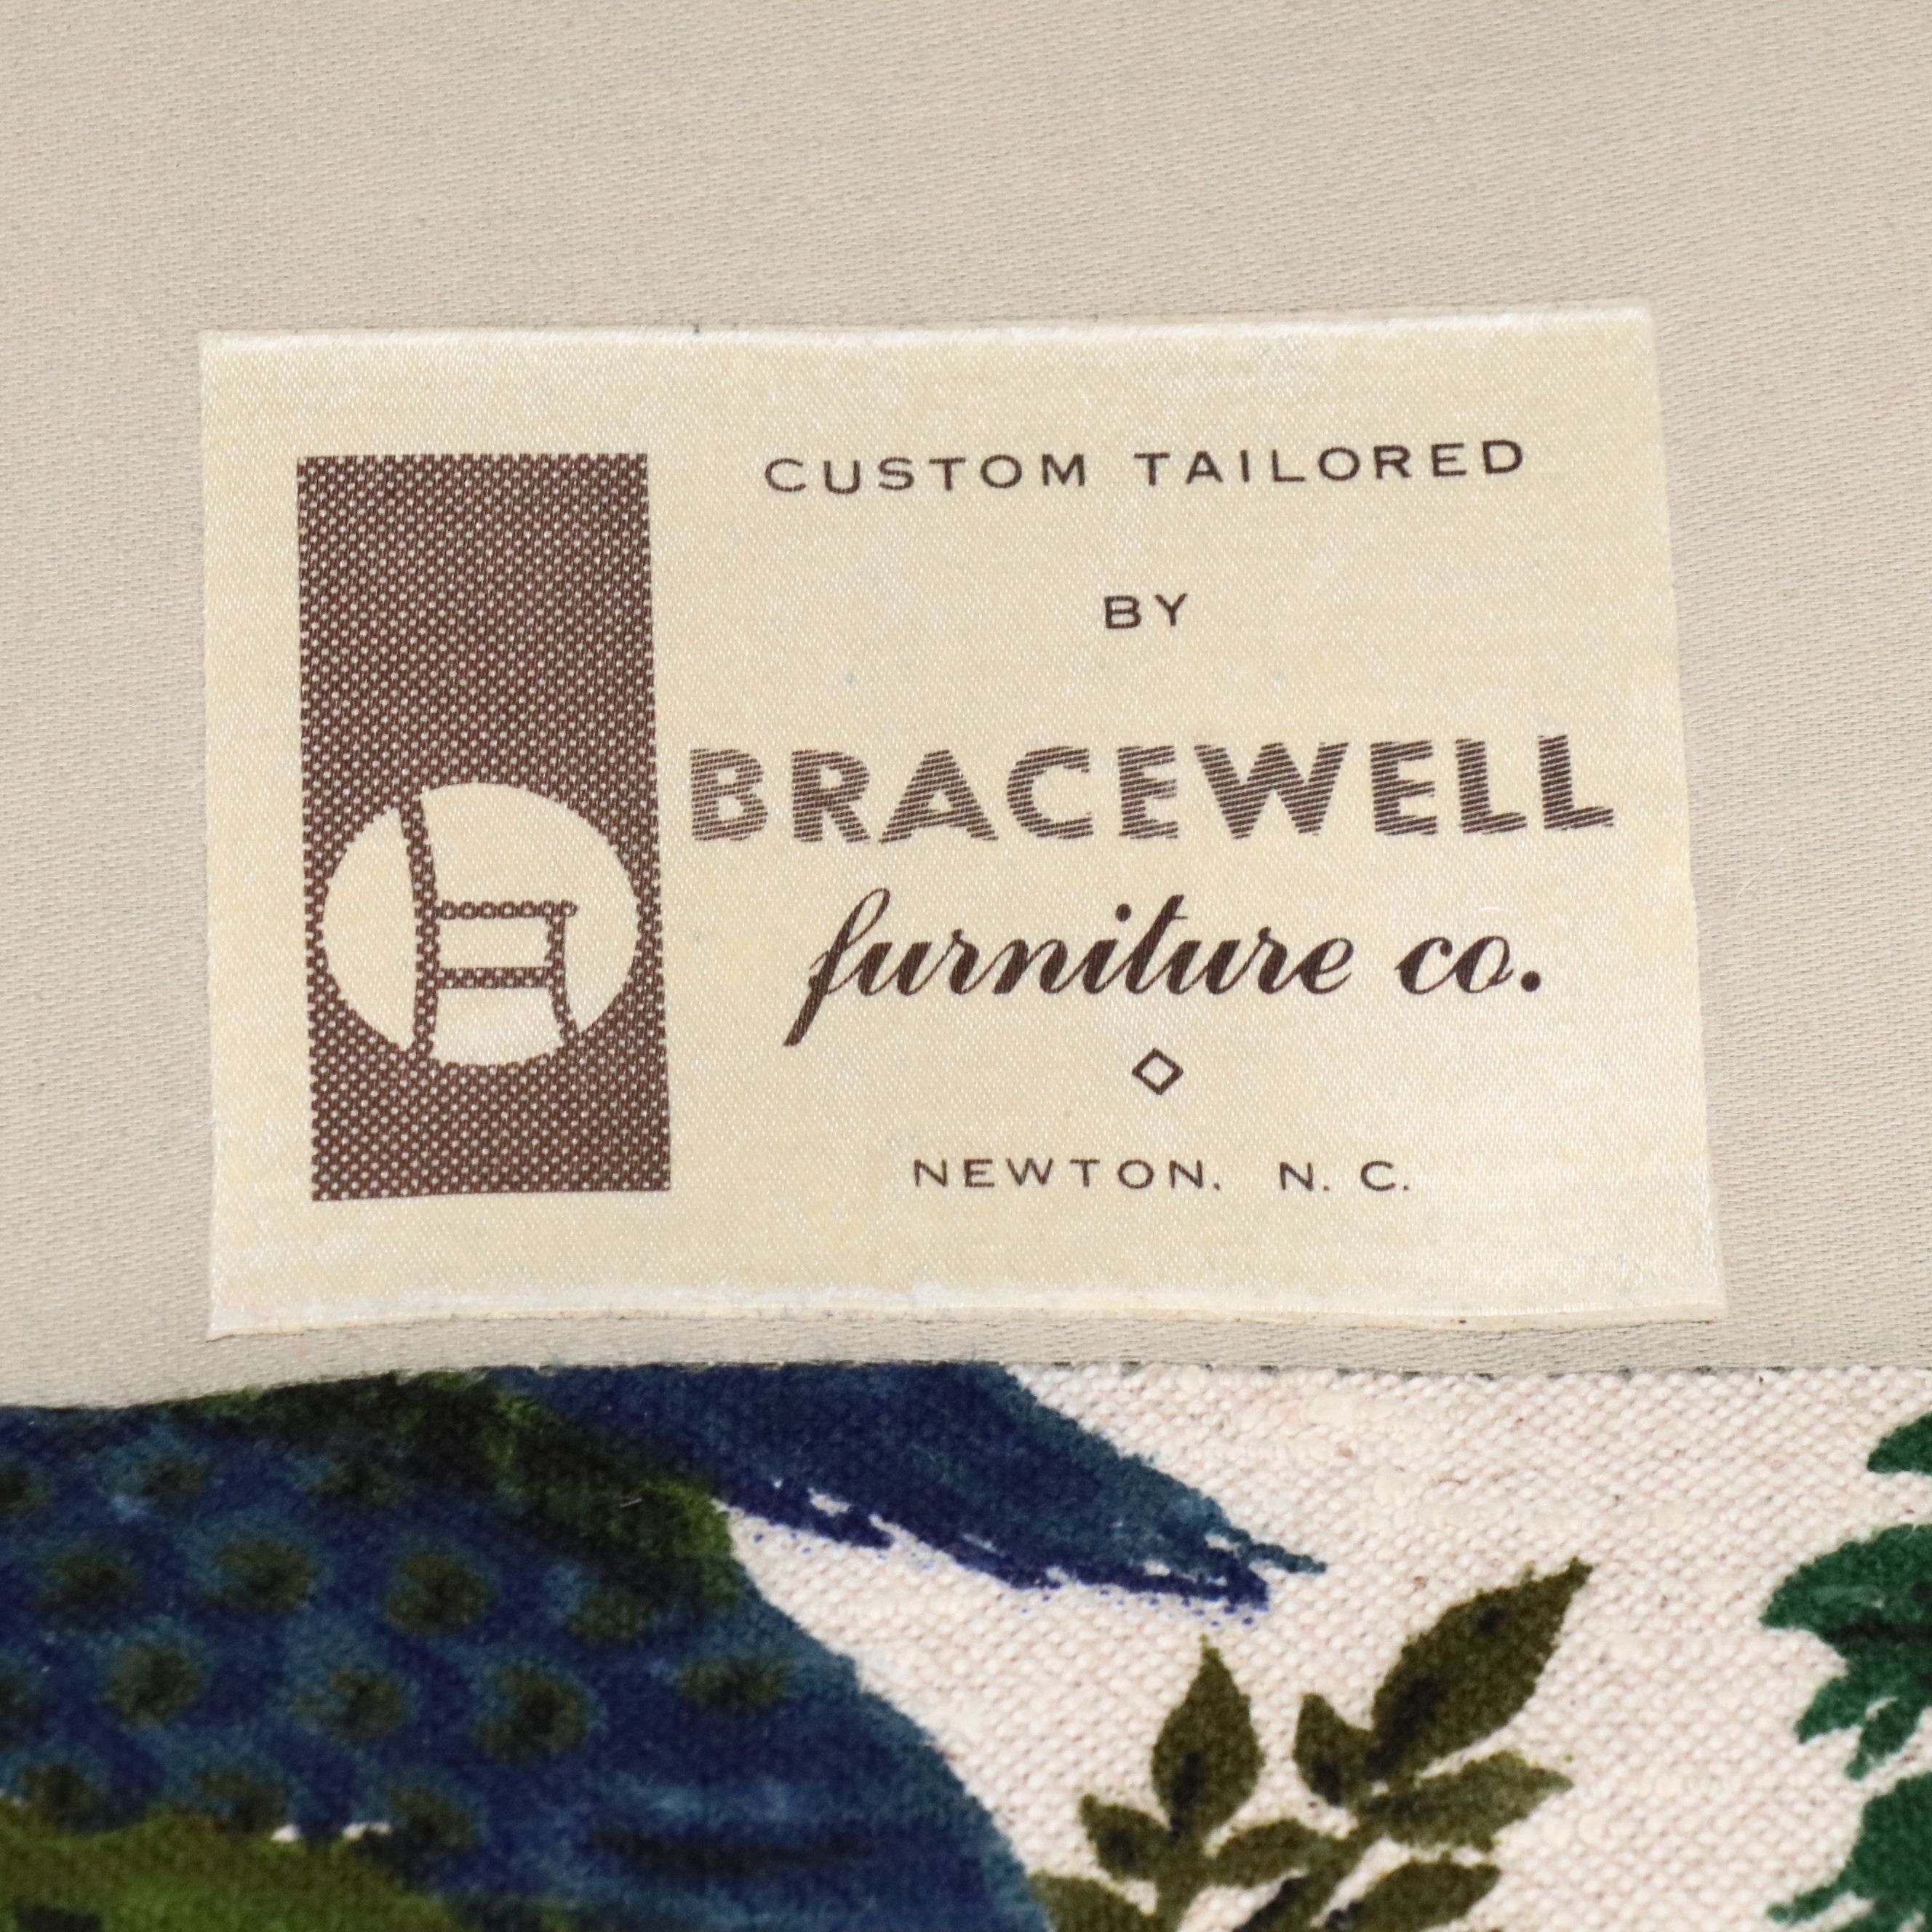 CUSTOM TAILORED
BY
BRACEWELL
furniture co.
NEWTON, N. C.